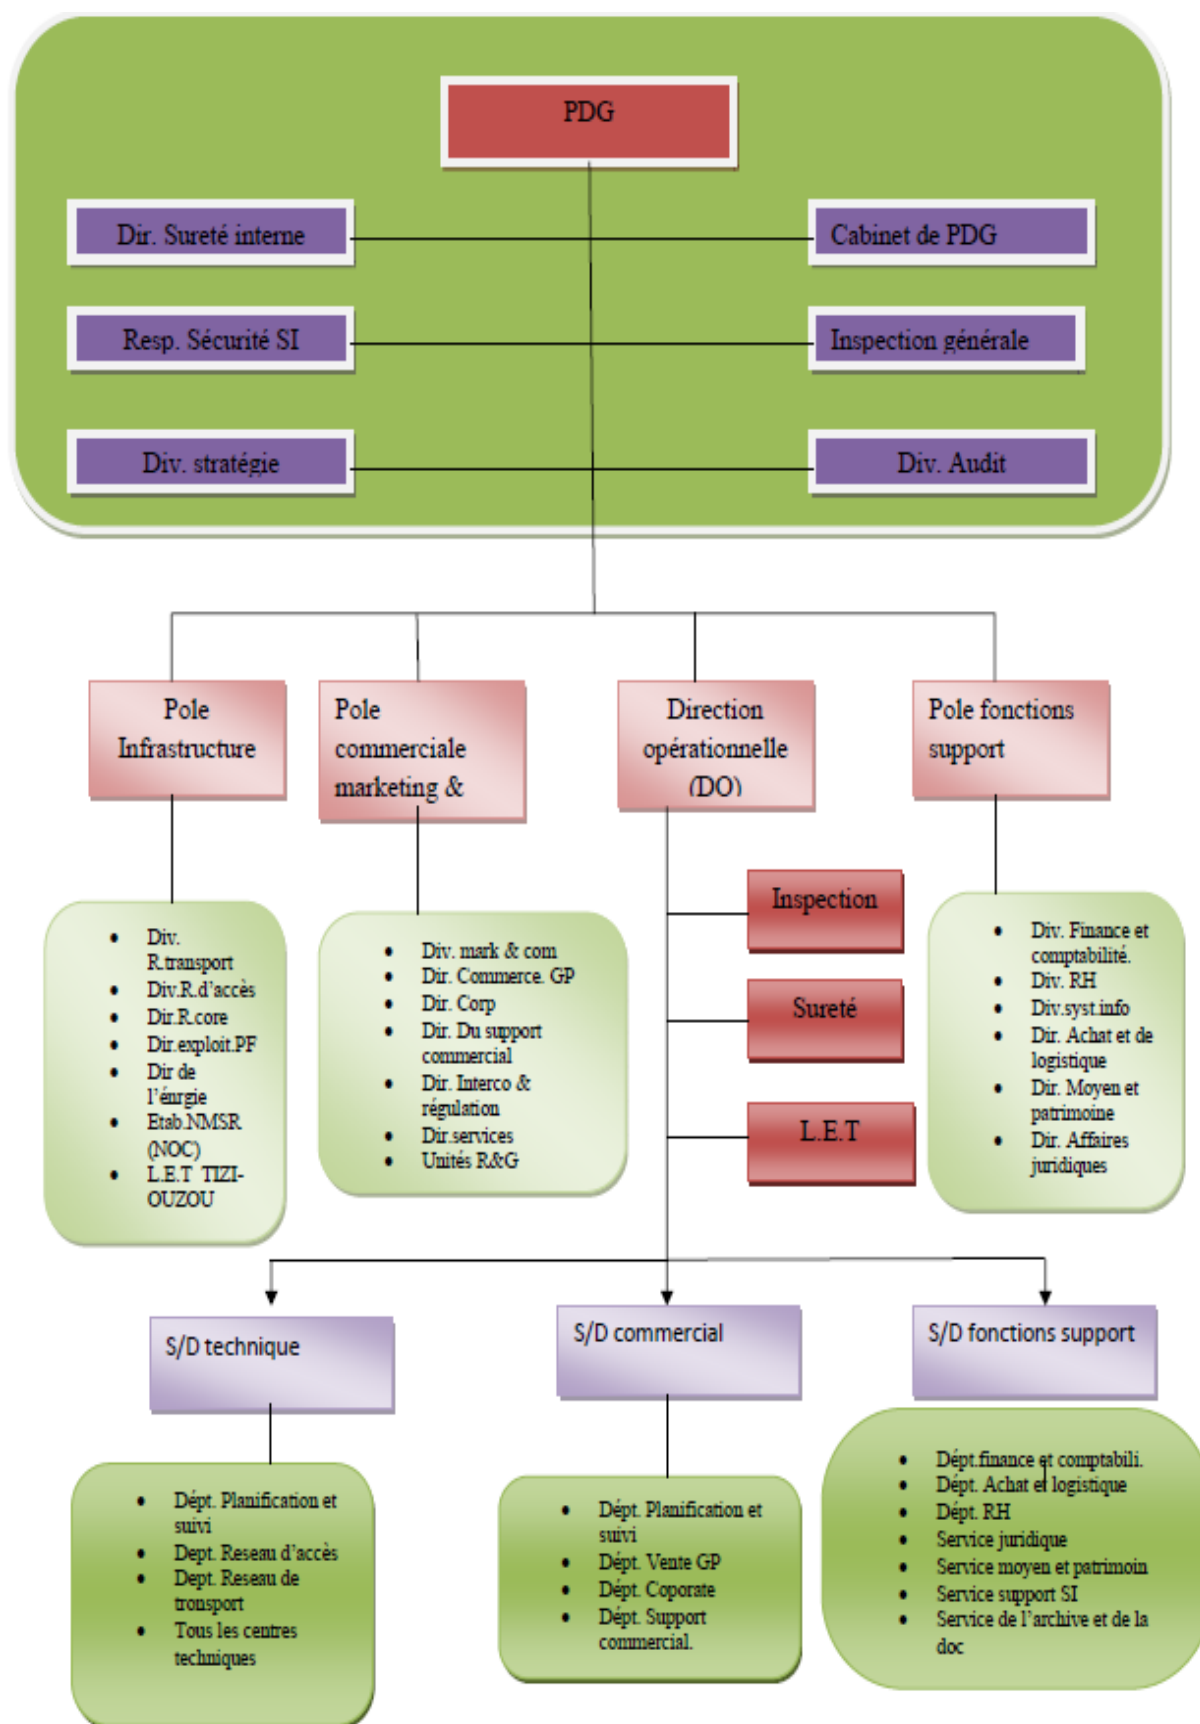 PDG
Dir. Sureté interne
Cabinet de PDG
Resp. Sécurité SI
Inspection générale
Div. stratégie
Div. Audit
Pole
Infrastructure
Pole
commerciale
marketing &
Direction
opérationnelle
(DO)
Pole fonctions
support
• Div.
R.transport
• Div.R.d'accès
• Dir.R.core
• Dir.exploit.PF
• Dir de
l'énrgie
• Etab.NMSR
(NOC)
• L.E.T TIZI-
OUZOU
• Div. mark & com
• Dir. Commerce. GP
• Dir. Corp
• Dir. Du support
commercial
• Dir. Interco &
régulation
• Dir.services
• Unités R&G
Inspection
Sureté
L.E.T
• Div. Finance et
comptabilité.
• Div. RH
• Div.syst.info
• Dir. Achat et de
logistique
• Dir. Moyen et
patrimoine
• Dir. Affaires
juridiques
S/D technique
S/D commercial
S/D fonctions support
• Dépt. Planification et
suivi
• Dept. Reseau d'accès
• Dept. Reseau de
tronsport
• Tous les centres
techniques
• Dépt. Planification et
suivi
• Dépt. Vente GP
• Dépt. Coporate
• Dépt. Support
commercial.
• Dépt.finance et comptabili.
• Dépt. Achat et logistique
• Dépt. RH
• Service juridique
• Service moyen et patrimoin
• Service support SI
• Service de l'archive et de la
doc